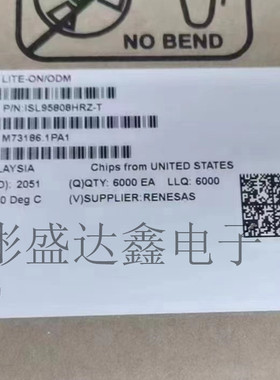 NO BEND
LITE-ON/ODM
P/N:ISL95808HRZ-T
M73186.1PA1
LAYSIA Chips from UNITED STATES
D): 2051 (Q)QTY: 6000 EA LLQ: 6000
0 Deg C (V)SUPPLIER:RENESAS
彬盛达鑫电子